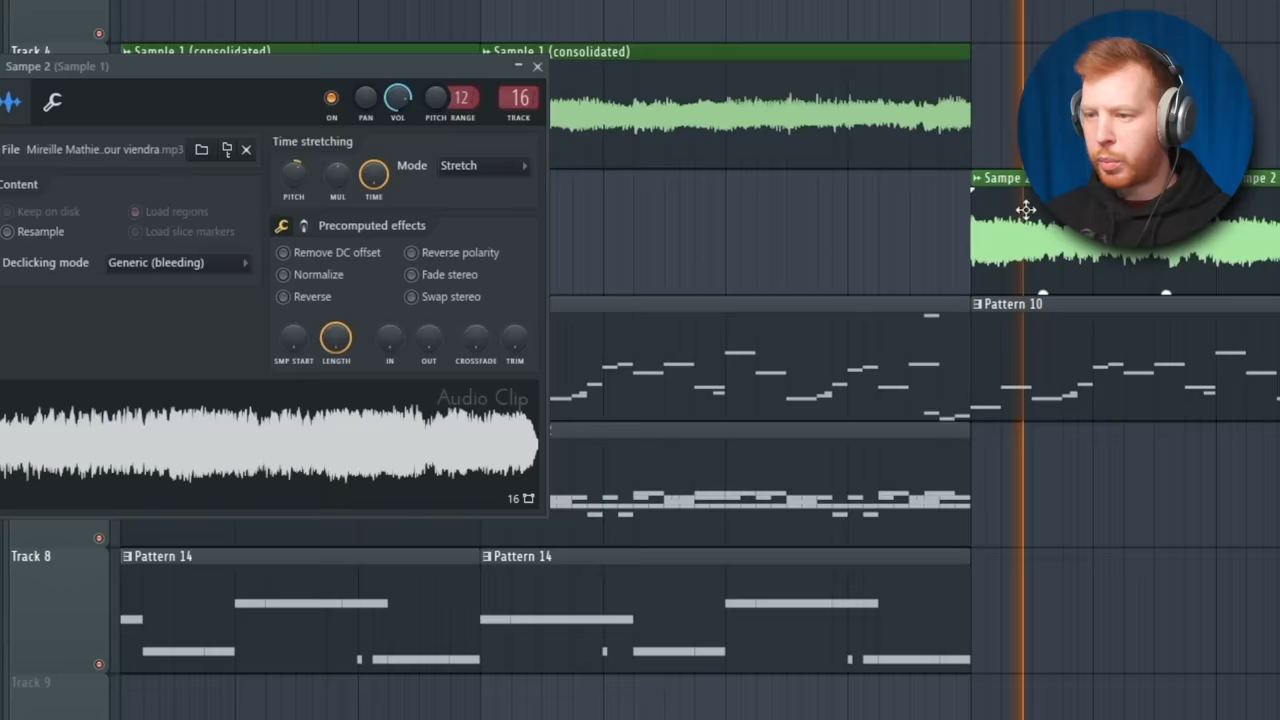 Track 4
Sample 1 (consolidated)
Sample 1 (consolidated)
Sampe 2 (Sample 1)
ON
PAN
VOL
PITCH
RANGE
12
16
TRACK
File
Mireille Mathie..our viendra.mp3
Time stretching
PITCH
MUL
TIME
Mode
Stretch
Content
Keep on disk
Load regions
Resample
Load slice markers
Declicking mode
Generic (bleeding)
Precomputed effects
Remove DC offset
Reverse polarity
Normalize
Fade stereo
Reverse
Swap stereo
SMP START
LENGTH
IN
OUT
CROSSFADE
TRIM
Audio Clip
16
Sampe
mpe 2
Pattern 10
Track 8
Pattern 14
Pattern 14
Track 9